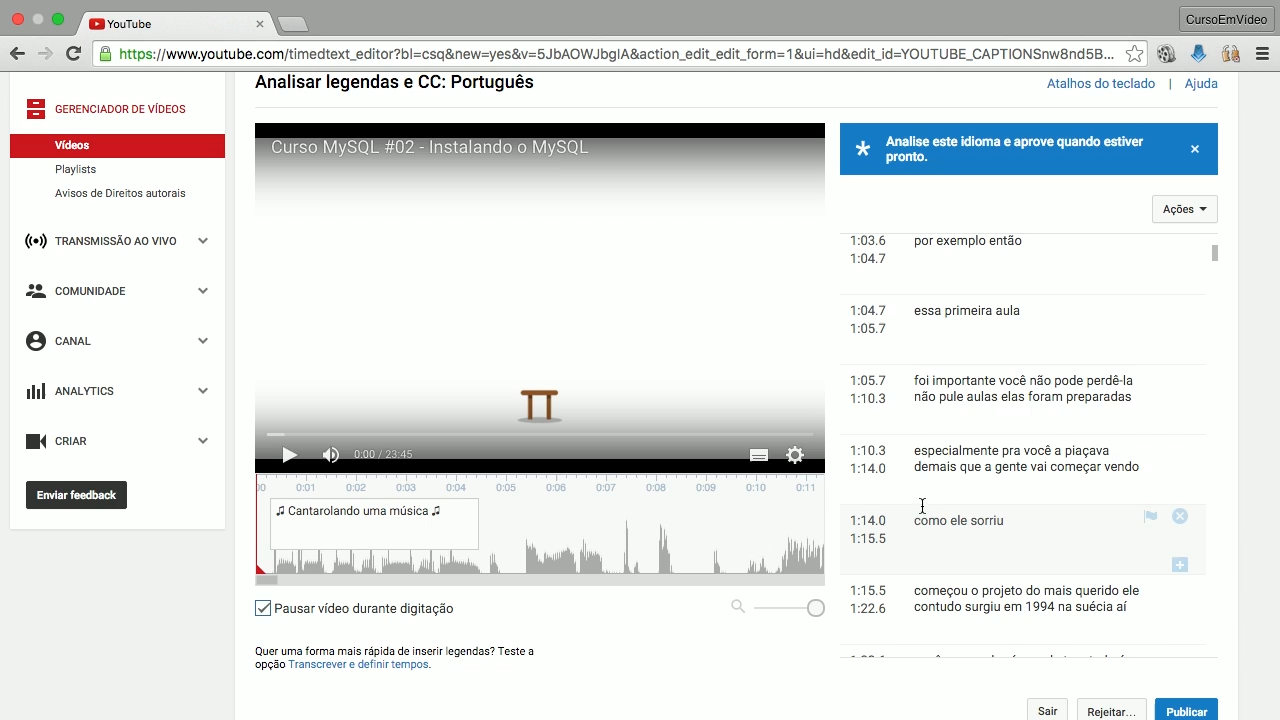 YouTube
CursoEmVideo
https://www.youtube.com/timedtext_editor?bl=csq&new=yes&v=5JbAOWJbgIA&action_edit_edit_form=1&ui=hd&edit_id=YOUTUBE_CAPTIONSnw8nd5B...
GERENCIADOR DE VÍDEOS
Vídeos
Playlists
Avisos de Direitos autorais
TRANSMISSÃO AO VIVO
COMUNIDADE
CANAL
ANALYTICS
CRIAR
Enviar feedback
Analisar legendas e CC: Português
Atalhos do teclado | Ajuda
Curso MySQL #02 - Instalando o MySQL
0:00 / 23:45
0:01 0:02 0:03 0:04 0:05 0:06 0:07 0:08 0:09 0:10 0:11
♫ Cantarolando uma música ♫
Pausar vídeo durante digitação
Quer uma forma mais rápida de inserir legendas? Teste a
opção Transcrever e definir tempos.
Analise este idioma e aprove quando estiver
pronto.
Ações
1:03.6 por exemplo então
1:04.7
1:04.7 essa primeira aula
1:05.7
1:05.7 foi importante você não pode perdê-la
1:10.3 não pule aulas elas foram preparadas
1:10.3 especialmente pra você a piaçava
1:14.0 demais que a gente vai começar vendo
1:14.0 como ele sorriu
1:15.5
1:15.5 começou o projeto do mais querido ele
1:22.6 contudo surgiu em 1994 na suécia aí
Sair
Rejeitar...
Publicar